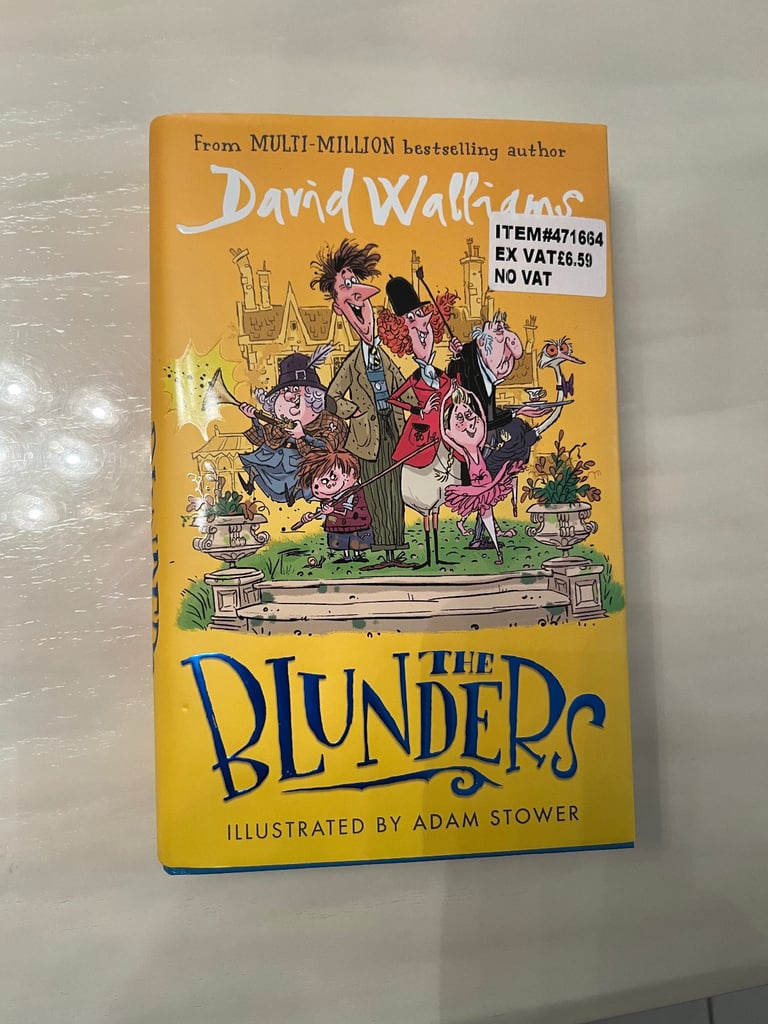 From MULTI-MILLION bestselling author
David Walliams
ITEM#471664
EX VAT£6.59
NO VAT
THE
BLUNDERS
ILLUSTRATED BY ADAM STOWER